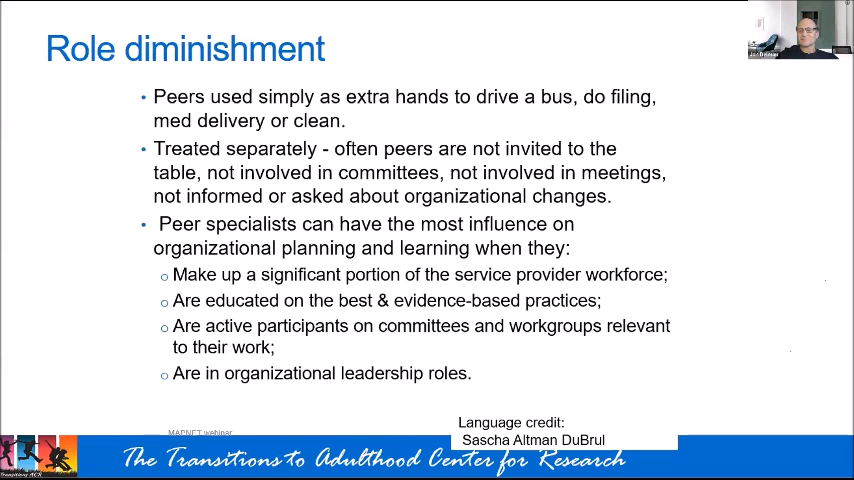 Role diminishment
• Peers used simply as extra hands to drive a bus, do filing,
med delivery or clean.
• Treated separately - often peers are not invited to the
table, not involved in committees, not involved in meetings,
not informed or asked about organizational changes.
• Peer specialists can have the most influence on
organizational planning and learning when they:
o Make up a significant portion of the service provider workforce;
o Are educated on the best & evidence-based practices;
o Are active participants on committees and workgroups relevant
to their work;
o Are in organizational leadership roles.
MAPNET webinar
Language credit:
Sascha Altman DuBrul
The Transitions to Adulthood Center for Research
Transitions ACR